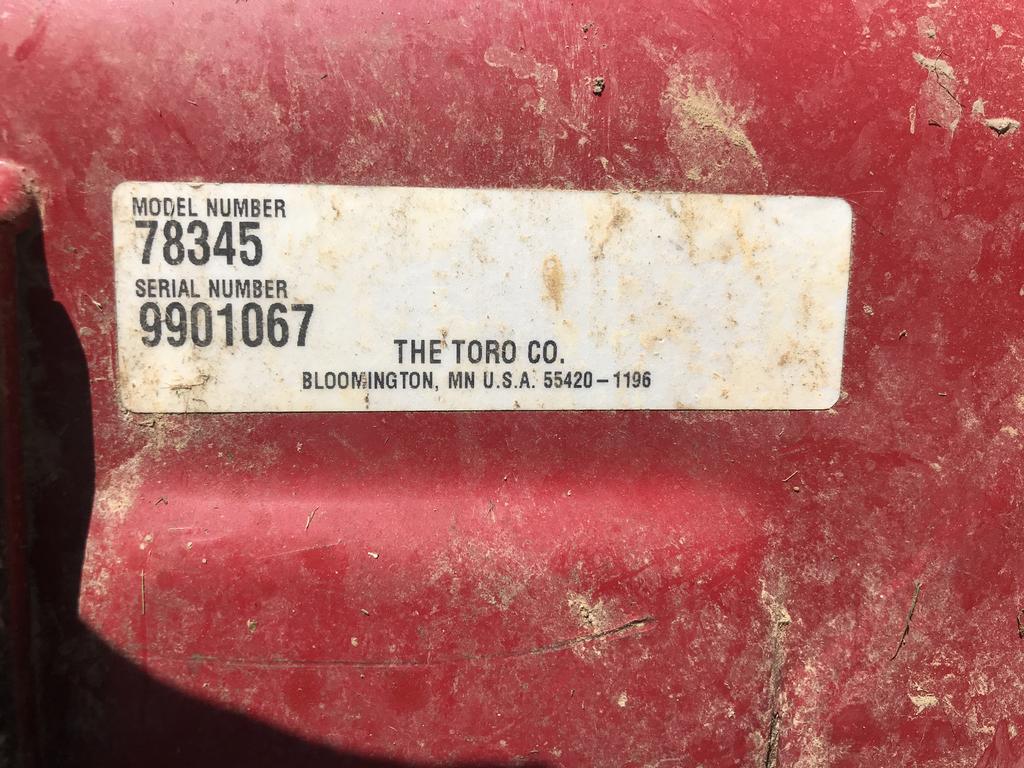 MODEL NUMBER
78345
SERIAL NUMBER
9901067
THE TORO CO.
BLOOMINGTON, MN U.S.A. 55420-1196